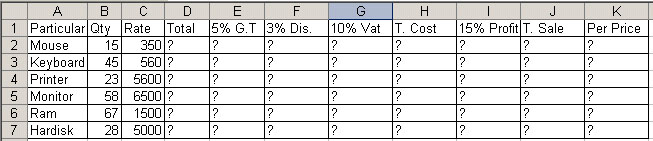 A B C D E F G H I J K
1 Particular Qty Rate Total 5% G.T 3% Dis. 10% Vat T. Cost 15% Profit T. Sale Per Price
2 Mouse 15 350 ? ? ? ? ? ? ? ?
3 Keyboard 45 560 ? ? ? ? ? ? ? ?
4 Printer 23 5600 ? ? ? ? ? ? ? ?
5 Monitor 58 6500 ? ? ? ? ? ? ? ?
6 Ram 67 1500 ? ? ? ? ? ? ? ?
7 Hardisk 28 5000 ? ? ? ? ? ? ? ?